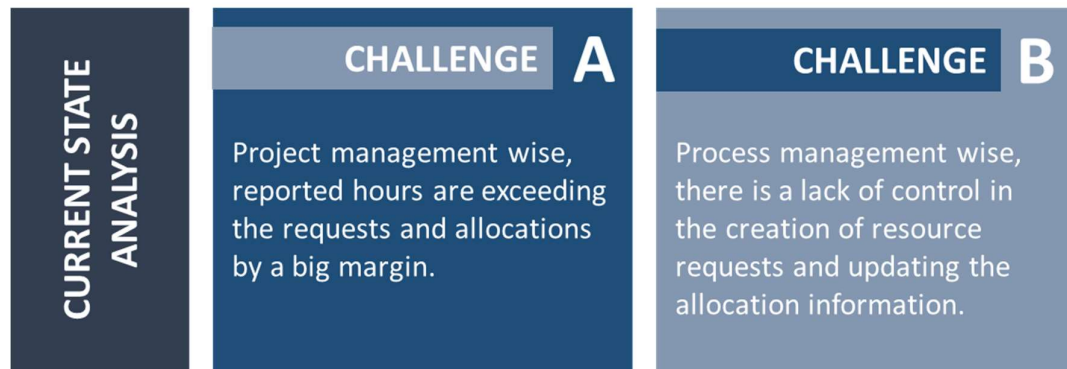 CURRENT STATE
ANALYSIS
CHALLENGE A
Project management wise,
reported hours are exceeding
the requests and allocations
by a big margin.
CHALLENGE B
Process management wise,
there is a lack of control in
the creation of resource
requests and updating the
allocation information.